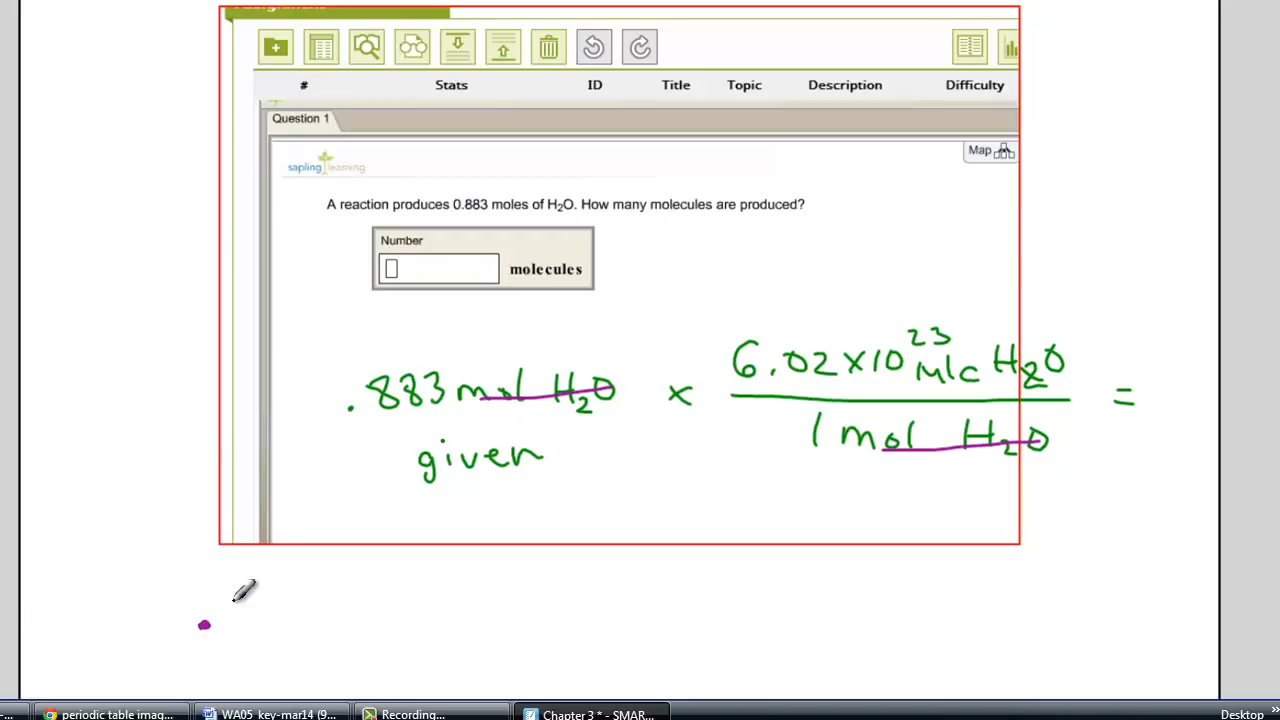 # Stats ID Title Topic Description Difficulty
Question 1
Map
sapling learning
A reaction produces 0.883 moles of H₂O. How many molecules are produced?
Number
molecules
.883 mol H₂O × 6.02×10²³ Mlc H₂O =
1 mol H₂O
given
periodic table imag... WA05_key-mar14 (9... Recording... Chapter 3 * - SMAR... Desktop »